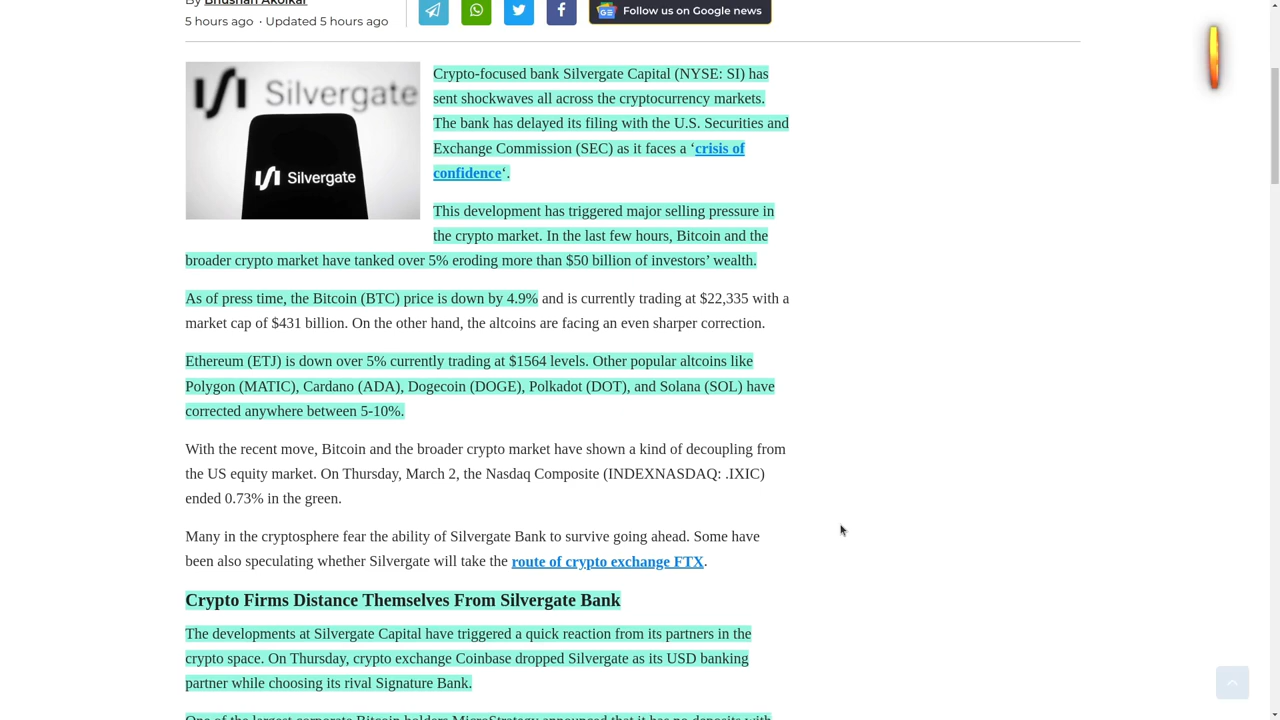 By Bhushan Akolkar
5 hours ago · Updated 5 hours ago
Follow us on Google news
Silvergate
Silvergate
Crypto-focused bank Silvergate Capital (NYSE: SI) has
sent shockwaves all across the cryptocurrency markets.
The bank has delayed its filing with the U.S. Securities and
Exchange Commission (SEC) as it faces a ‘crisis of
confidence‘.
This development has triggered major selling pressure in
the crypto market. In the last few hours, Bitcoin and the
broader crypto market have tanked over 5% eroding more than $50 billion of investors’ wealth.
As of press time, the Bitcoin (BTC) price is down by 4.9% and is currently trading at $22,335 with a
market cap of $431 billion. On the other hand, the altcoins are facing an even sharper correction.
Ethereum (ETJ) is down over 5% currently trading at $1564 levels. Other popular altcoins like
Polygon (MATIC), Cardano (ADA), Dogecoin (DOGE), Polkadot (DOT), and Solana (SOL) have
corrected anywhere between 5-10%.
With the recent move, Bitcoin and the broader crypto market have shown a kind of decoupling from
the US equity market. On Thursday, March 2, the Nasdaq Composite (INDEXNASDAQ: .IXIC)
ended 0.73% in the green.
Many in the cryptosphere fear the ability of Silvergate Bank to survive going ahead. Some have
been also speculating whether Silvergate will take the route of crypto exchange FTX.
Crypto Firms Distance Themselves From Silvergate Bank
The developments at Silvergate Capital have triggered a quick reaction from its partners in the
crypto space. On Thursday, crypto exchange Coinbase dropped Silvergate as its USD banking
partner while choosing its rival Signature Bank.
One of the largest corporate Bitcoin holders MicroStrategy announced that it has no deposits with